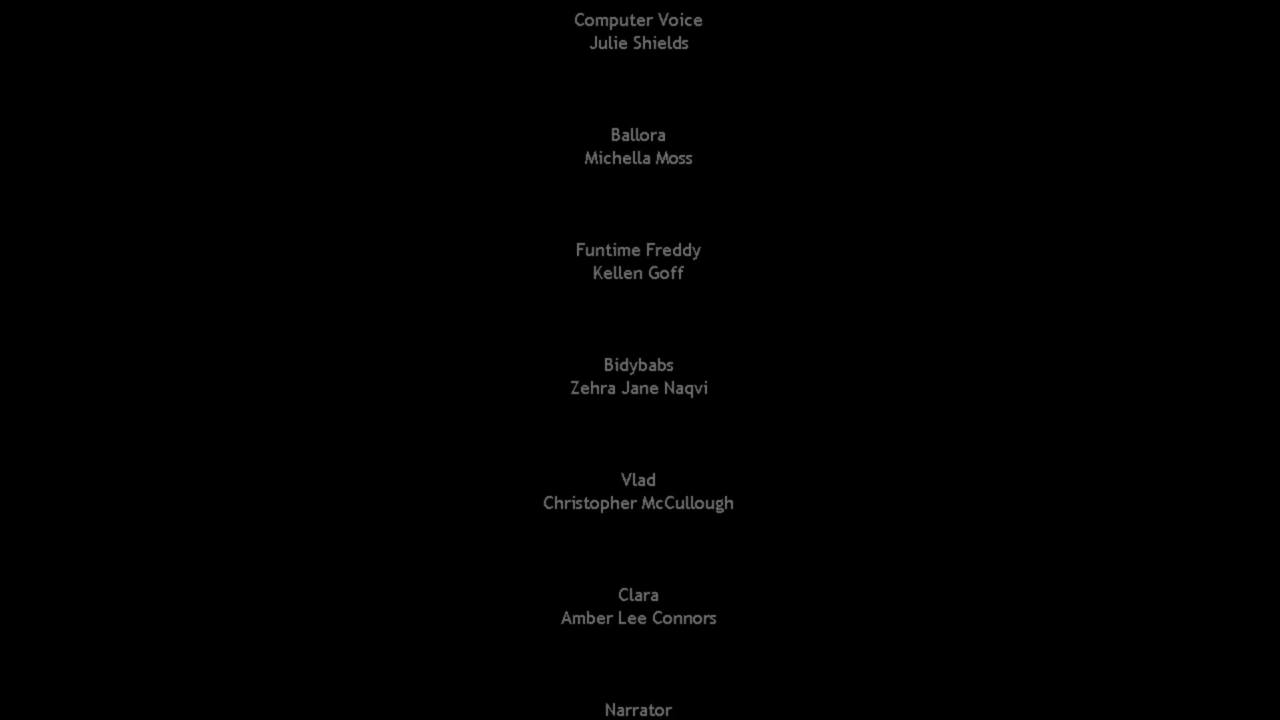 Computer Voice
Julie Shields
Ballora
Michella Moss
Funtime Freddy
Kellen Goff
Bidybabs
Zehra Jane Naqvi
Vlad
Christopher McCullough
Clara
Amber Lee Connors
Narrator